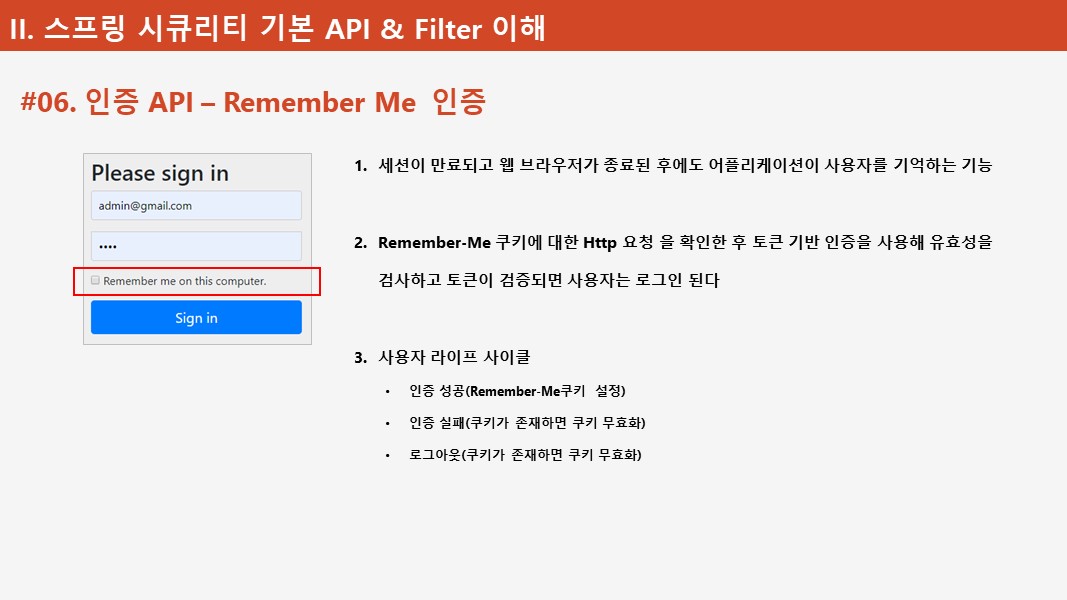 II. 스프링 시큐리티 기본 API & Filter 이해
#06. 인증 API – Remember Me 인증
Please sign in
admin@gmail.com
••••
Remember me on this computer.
Sign in
1. 세션이 만료되고 웹 브라우저가 종료된 후에도 어플리케이션이 사용자를 기억하는 기능
2. Remember-Me 쿠키에 대한 Http 요청 을 확인한 후 토큰 기반 인증을 사용해 유효성을
검사하고 토큰이 검증되면 사용자는 로그인 된다
3. 사용자 라이프 사이클
• 인증 성공(Remember-Me쿠키 설정)
• 인증 실패(쿠키가 존재하면 쿠키 무효화)
• 로그아웃(쿠키가 존재하면 쿠키 무효화)